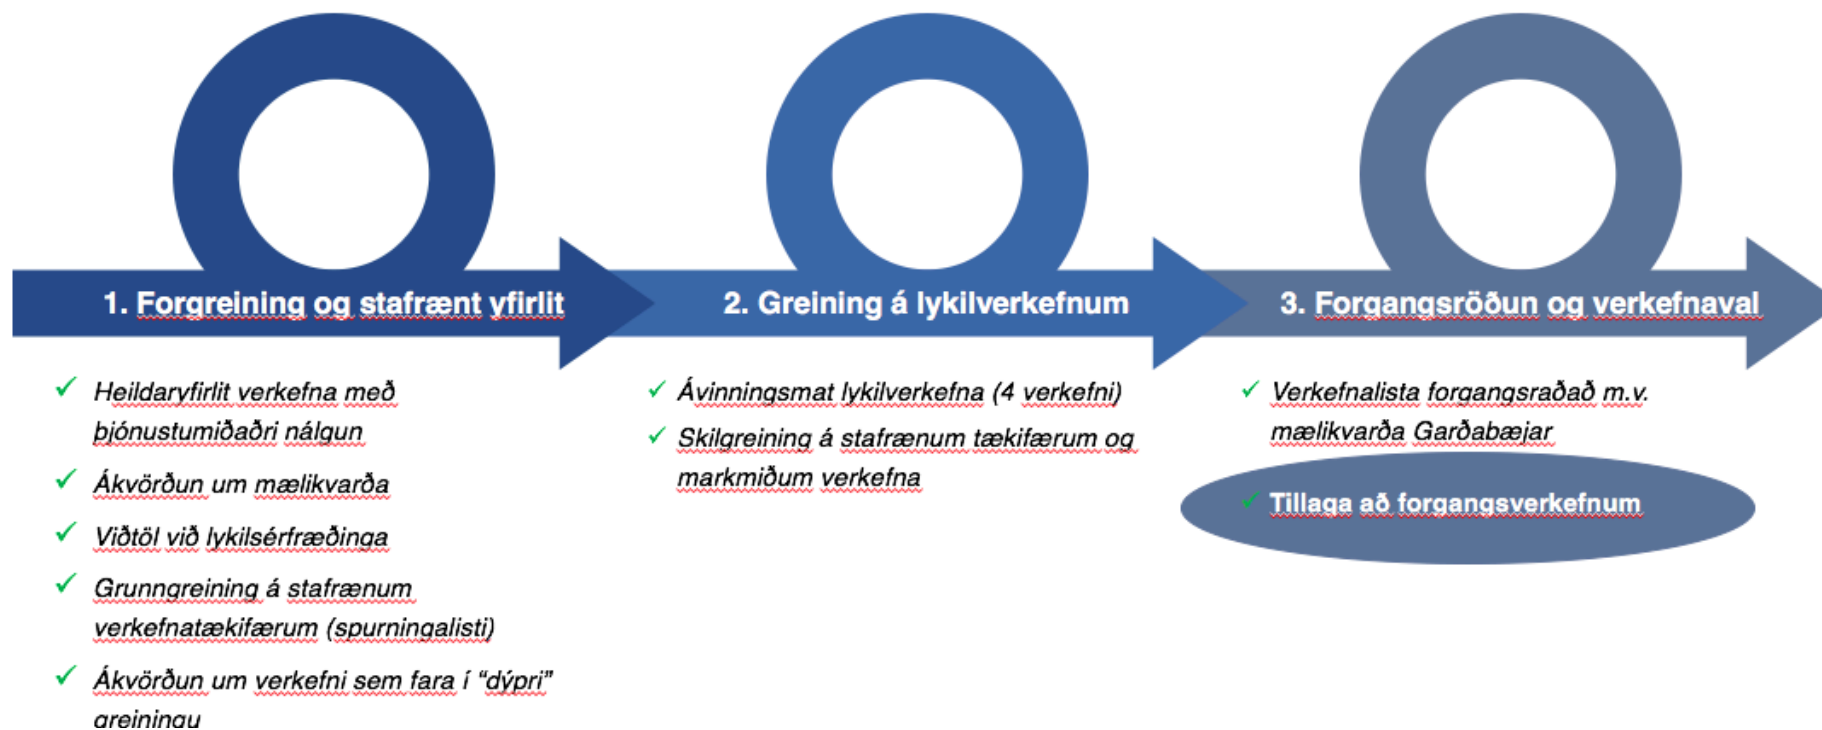 1. Forgreining og stafrænt yfirlit
Heildaryfirlit verkefna með
þjónustumiðaðri nálgun
Ákvörðun um mælikvarða
Viðtöl við lykilsérfræðinga
Grunngreining á stafrænum
verkefnatækifærum (spurningalisti)
Ákvörðun um verkefni sem fara í “dýpri”
greiningu
2. Greining á lykilverkefnum
Ávinningsmat lykilverkefna (4 verkefni)
Skilgreining á stafrænum tækifærum og
markmiðum verkefna
3. Forgangsröðun og verkefnaval
Verkefnalista forgangsraðað m.v.
mælikvarða Garðabæjar
Tillaga að forgangsverkefnum